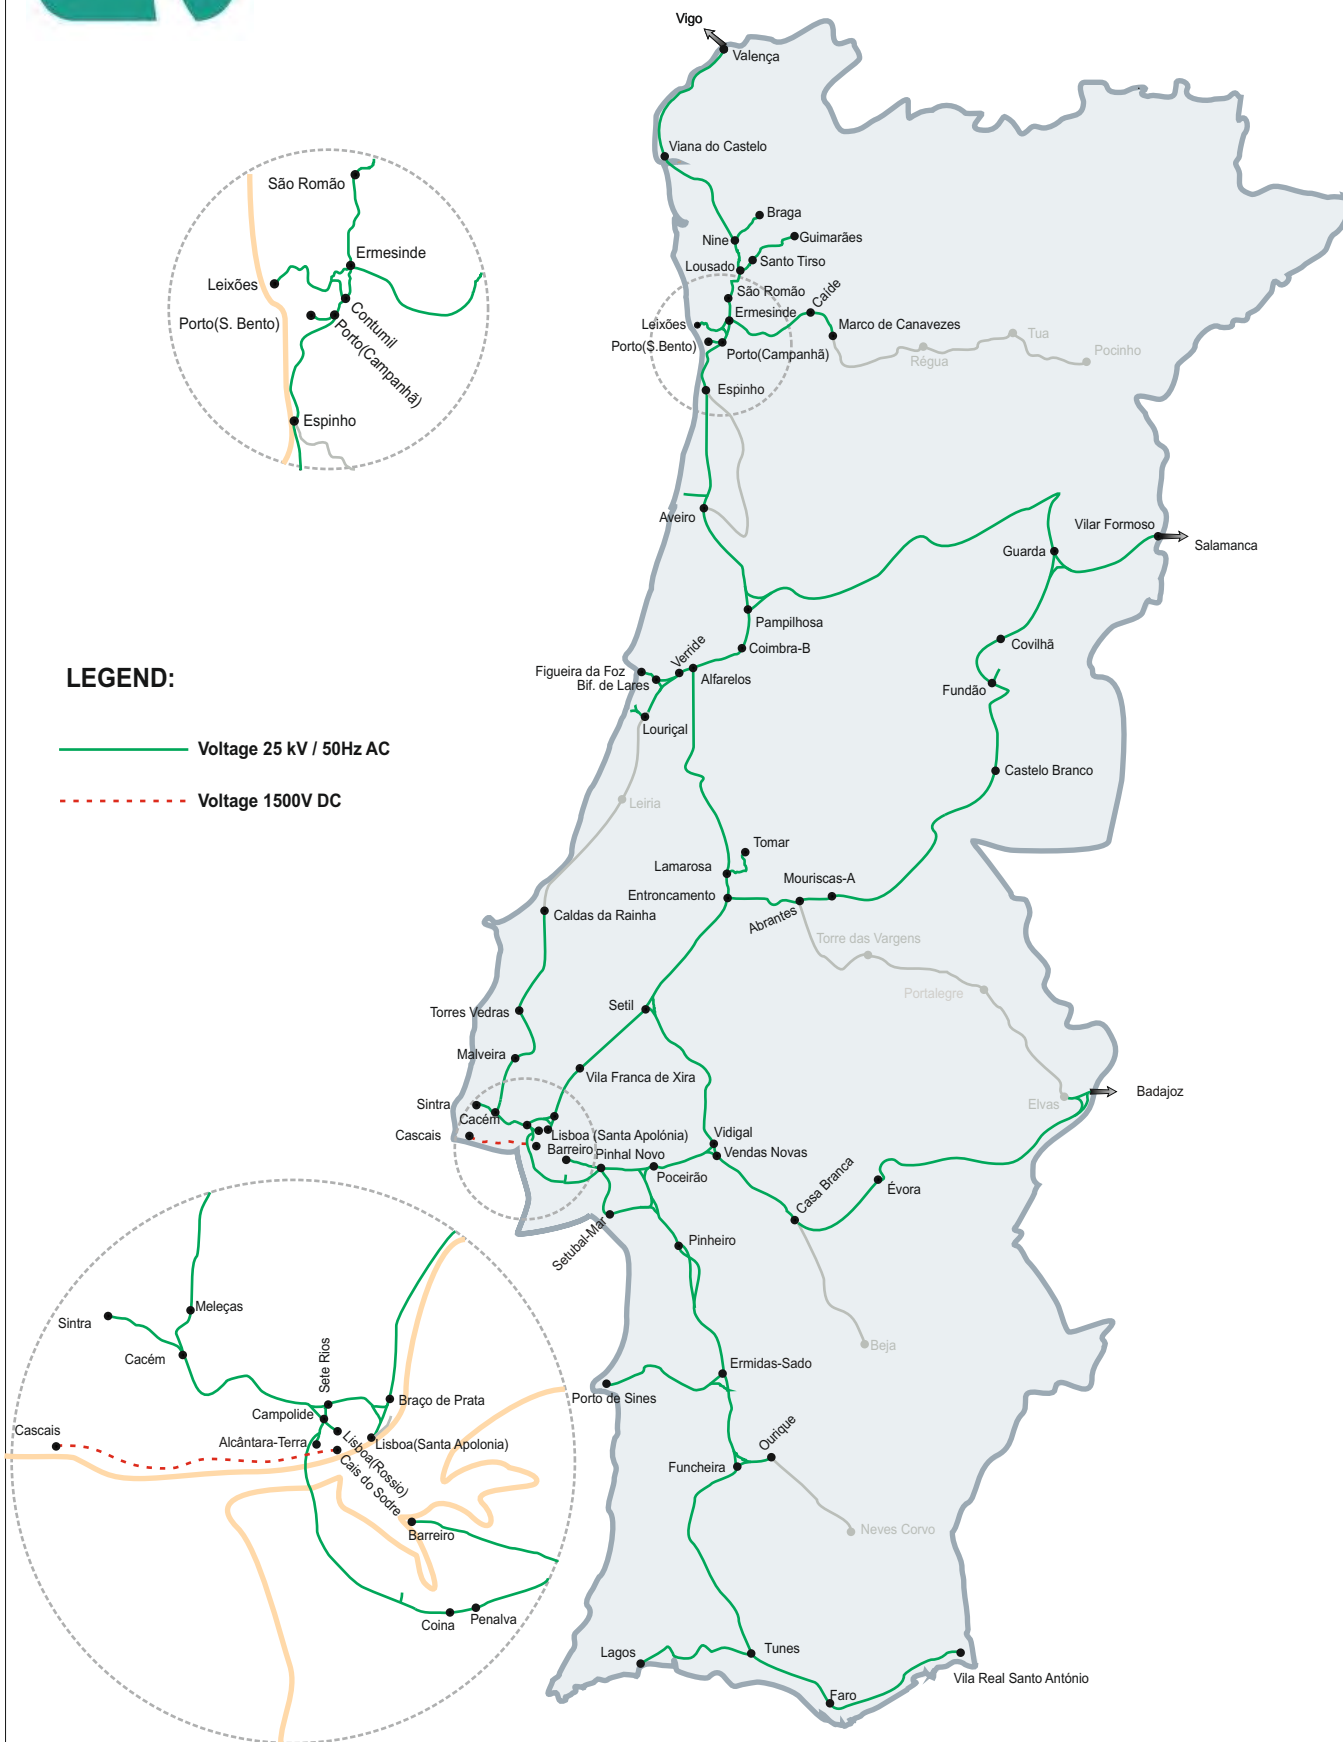 Vigo
Valença
Viana do Castelo
Braga
Nine
Guimarães
Lousado
Santo Tirso
São Romão
Caíde
Ermesinde
Leixões
Marco de Canavezes
Porto(S.Bento)
Porto(Campanhã)
Tua
Régua
Pocinho
Espinho
São Romão
Ermesinde
Leixões
Porto(S. Bento)
Contumil
Porto(Campanhã)
Espinho
Aveiro
Vilar Formoso
Salamanca
Guarda
Pampilhosa
Coimbra-B
Covilhã
Verride
Figueira da Foz
Bif. de Lares
Alfarelos
Fundão
Louriçal
LEGEND:
Voltage 25 kV / 50Hz AC
Voltage 1500V DC
Castelo Branco
Leiria
Tomar
Lamarosa
Mouriscas-A
Entroncamento
Abrantes
Caldas da Rainha
Torre das Vargens
Portalegre
Setil
Torres Vedras
Malveira
Vila Franca de Xira
Elvas
Badajoz
Sintra
Cacém
Cascais
Lisboa (Santa Apolónia)
Barreiro
Pinhal Novo
Vidigal
Vendas Novas
Poceirão
Casa Branca
Évora
Setubal-Mar
Pinheiro
Beja
Ermidas-Sado
Porto de Sines
Ourique
Funcheira
Neves Corvo
Tunes
Lagos
Faro
Vila Real Santo António
Meleças
Sintra
Cacém
Sete Rios
Braço de Prata
Campolide
Cascais
Alcântara-Terra
Lisboa(Santa Apolonia)
Lisboa(Rossio)
Cais do Sodre
Barreiro
Coina
Penalva